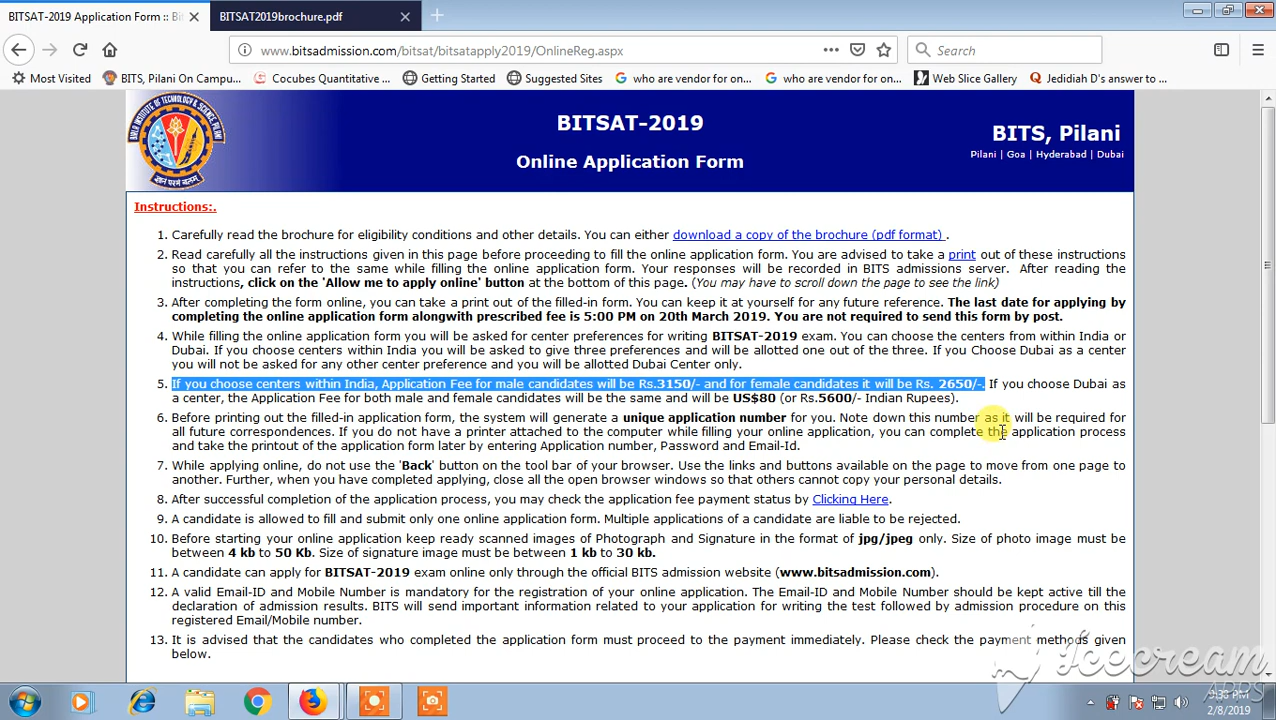 BITSAT-2019 Application Form :: Bit
BITSAT2019brochure.pdf
www.bitsadmission.com/bitsat/bitsatapply2019/OnlineReg.aspx
Search
Most Visited
BITS, Pilani On Campu...
Cocubes Quantitative ...
Getting Started
Suggested Sites
who are vendor for on...
who are vendor for on...
Web Slice Gallery
Jedidiah D's answer to ...
BITSAT-2019
Online Application Form
BITS, Pilani
Pilani | Goa | Hyderabad | Dubai
Instructions:.
1. Carefully read the brochure for eligibility conditions and other details. You can either download a copy of the brochure (pdf format) .
2. Read carefully all the instructions given in this page before proceeding to fill the online application form. You are advised to take a print out of these instructions
so that you can refer to the same while filling the online application form. Your responses will be recorded in BITS admissions server. After reading the
instructions, click on the 'Allow me to apply online' button at the bottom of this page. (You may have to scroll down the page to see the link)
3. After completing the form online, you can take a print out of the filled-in form. You can keep it at yourself for any future reference. The last date for applying by
completing the online application form alongwith prescribed fee is 5:00 PM on 20th March 2019. You are not required to send this form by post.
4. While filling the online application form you will be asked for center preferences for writing BITSAT-2019 exam. You can choose the centers from within India or
Dubai. If you choose centers within India you will be asked to give three preferences and will be allotted one out of the three. If you Choose Dubai as a center
you will not be asked for any other center preference and you will be allotted Dubai Center only.
5. If you choose centers within India, Application Fee for male candidates will be Rs.3150/- and for female candidates it will be Rs. 2650/-. If you choose Dubai as
a center, the Application Fee for both male and female candidates will be the same and will be US$80 (or Rs.5600/- Indian Rupees).
6. Before printing out the filled-in application form, the system will generate a unique application number for you. Note down this number as it will be required for
all future correspondences. If you do not have a printer attached to the computer while filling your online application, you can complete the application process
and take the printout of the application form later by entering Application number, Password and Email-Id.
7. While applying online, do not use the 'Back' button on the tool bar of your browser. Use the links and buttons available on the page to move from one page to
another. Further, when you have completed applying, close all the open browser windows so that others cannot copy your personal details.
8. After successful completion of the application process, you may check the application fee payment status by Clicking Here.
9. A candidate is allowed to fill and submit only one online application form. Multiple applications of a candidate are liable to be rejected.
10. Before starting your online application keep ready scanned images of Photograph and Signature in the format of jpg/jpeg only. Size of photo image must be
between 4 kb to 50 Kb. Size of signature image must be between 1 kb to 30 kb.
11. A candidate can apply for BITSAT-2019 exam online only through the official BITS admission website (www.bitsadmission.com).
12. A valid Email-ID and Mobile Number is mandatory for the registration of your online application. The Email-ID and Mobile Number should be kept active till the
declaration of admission results. BITS will send important information related to your application for writing the test followed by admission procedure on this
registered Email/Mobile number.
13. It is advised that the candidates who completed the application form must proceed to the payment immediately. Please check the payment methods given
below.
Icecream
APPS
9:38 PM
2/8/2019